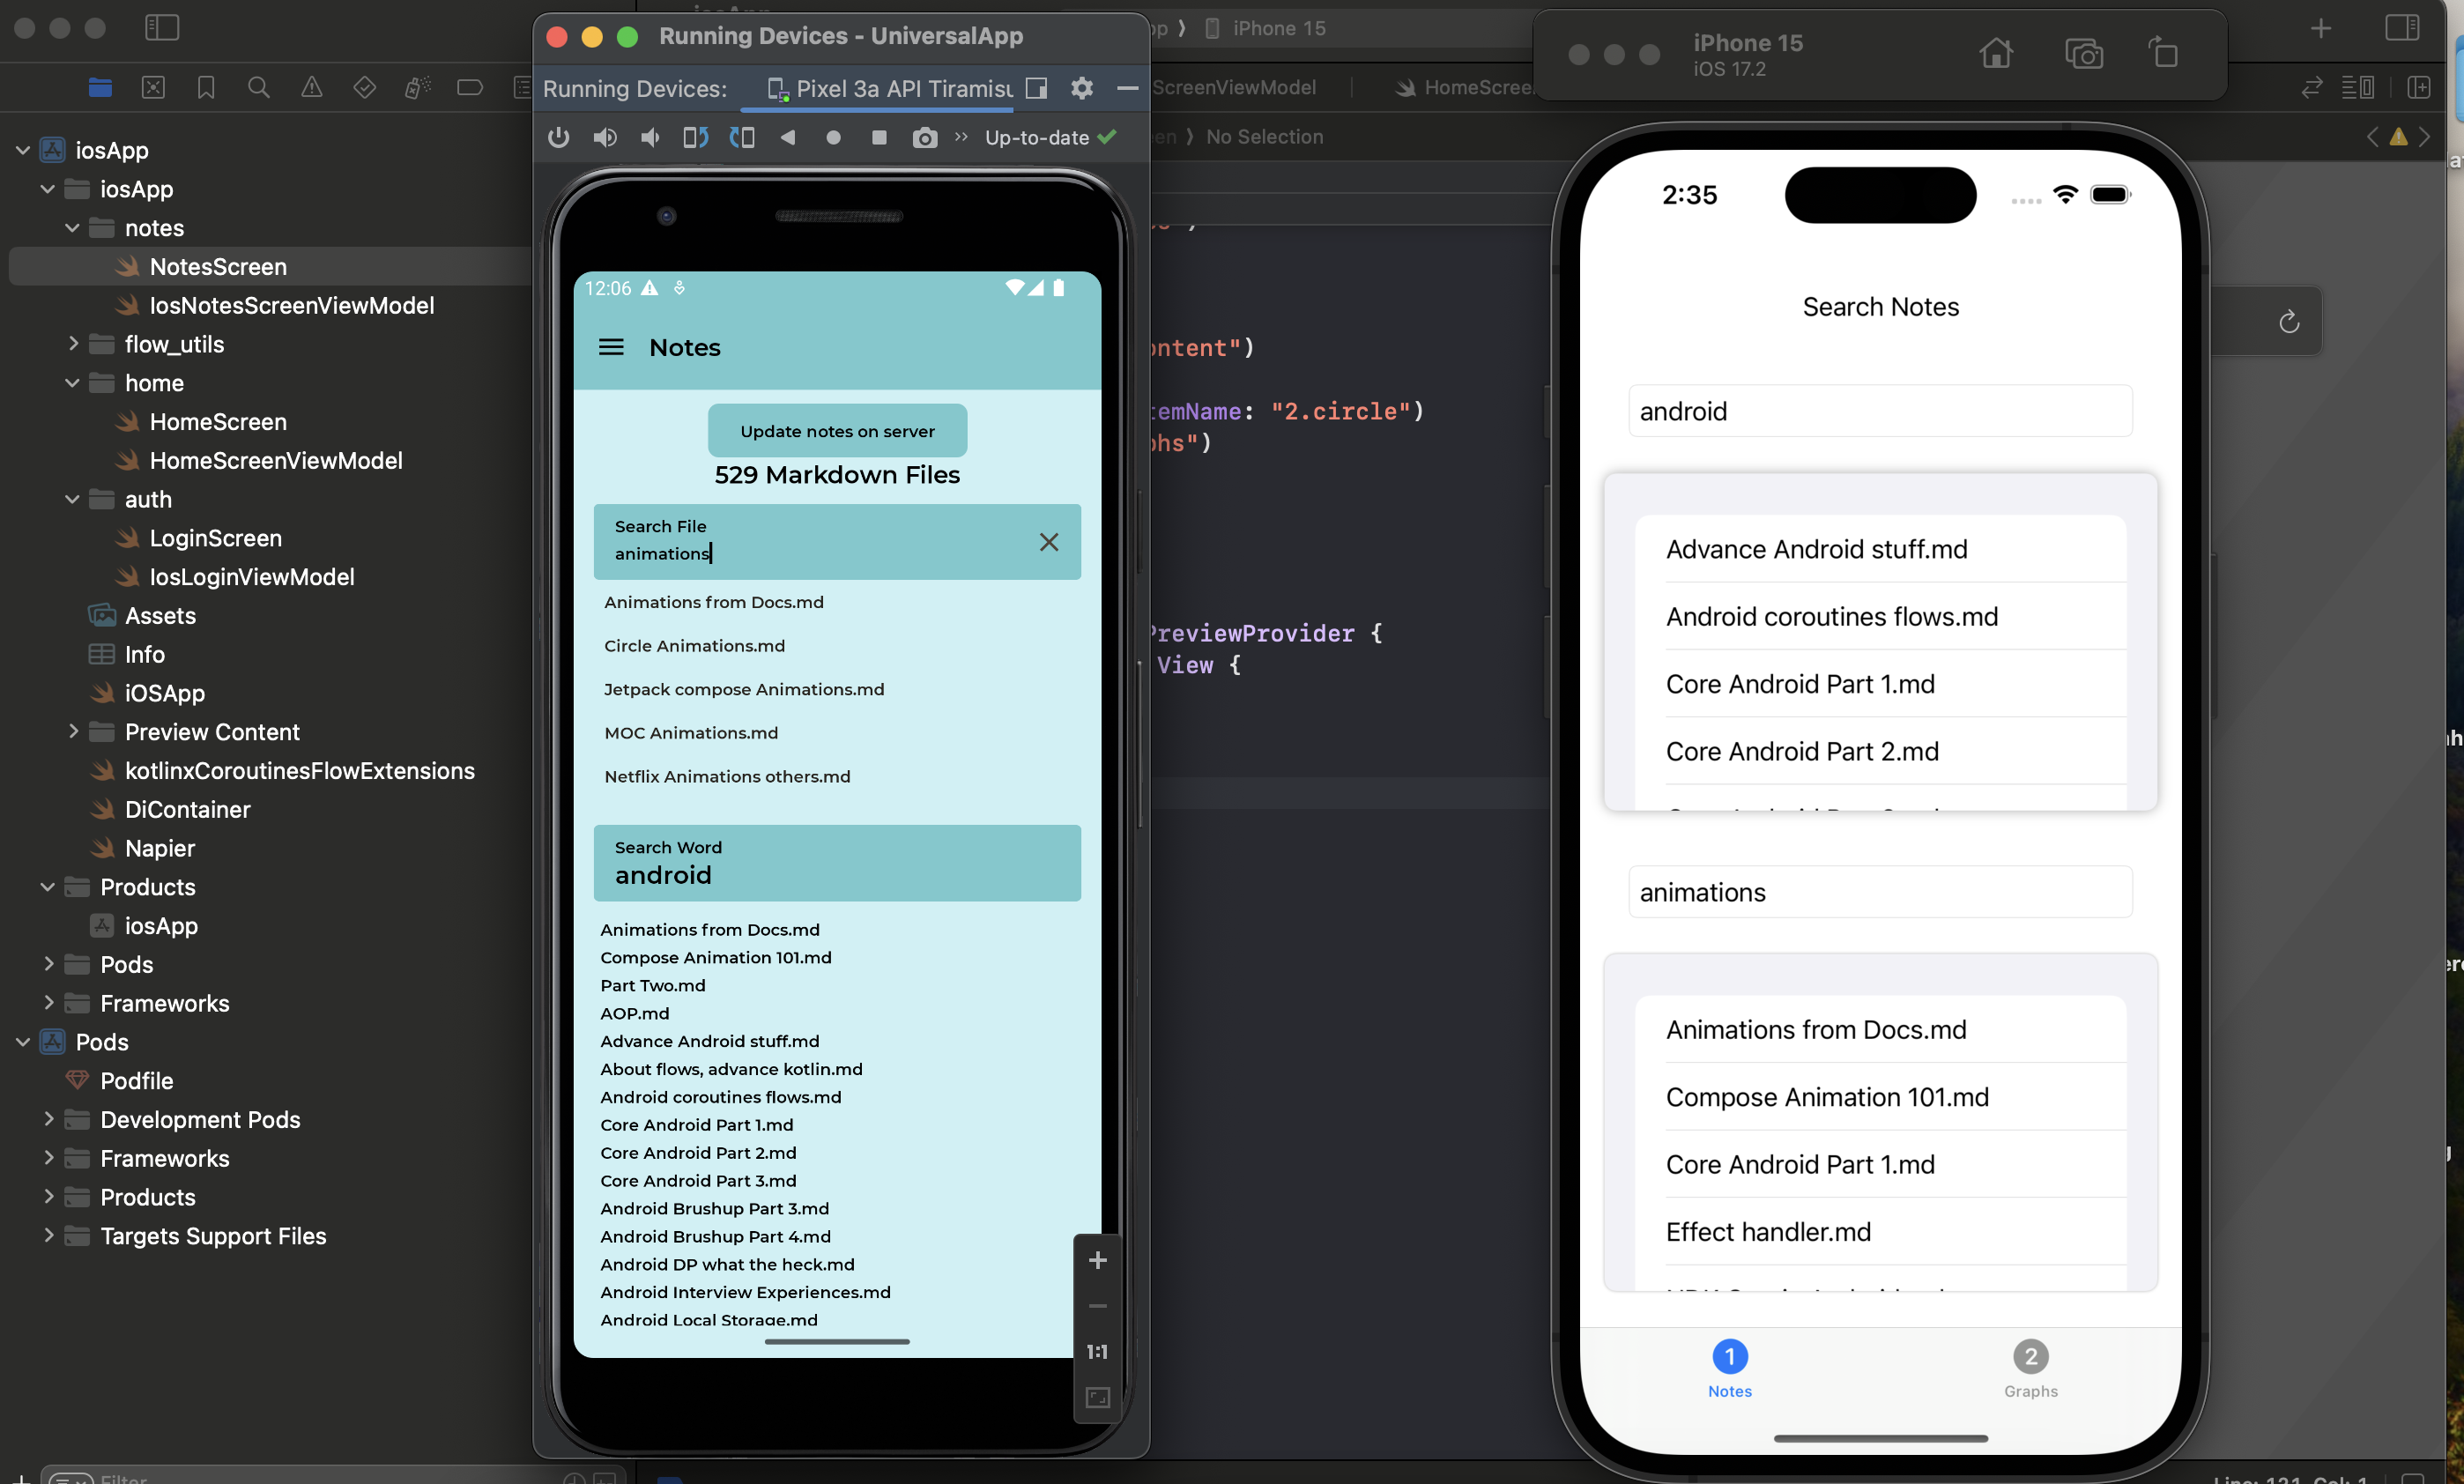 iosApp
iosApp
notes
NotesScreen
IosNotesScreenViewModel
flow_utils
home
HomeScreen
HomeScreenViewModel
auth
LoginScreen
IosLoginViewModel
Assets
Info
iOSApp
Preview Content
kotlinxCoroutinesFlowExtensions
DiContainer
Napier
Products
iosApp
Pods
Frameworks
Pods
Podfile
Development Pods
Frameworks
Products
Targets Support Files
Filter
Running Devices - UniversalApp
Running Devices:
Pixel 3a API Tiramisu
Up-to-date
12:06
Notes
Update notes on server
529 Markdown Files
Search File
animations
Animations from Docs.md
Circle Animations.md
Jetpack compose Animations.md
MOC Animations.md
Netflix Animations others.md
Search Word
android
Animations from Docs.md
Compose Animation 101.md
Part Two.md
AOP.md
Advance Android stuff.md
About flows, advance kotlin.md
Android coroutines flows.md
Core Android Part 1.md
Core Android Part 2.md
Core Android Part 3.md
Android Brushup Part 3.md
Android Brushup Part 4.md
Android DP what the heck.md
Android Interview Experiences.md
Android Local Storage.md
1:1
iPhone 15
ScreenViewModel
HomeScree
No Selection
ontent")
temName: "2.circle")
phs")
PreviewProvider {
View {
iPhone 15
iOS 17.2
2:35
Search Notes
android
Advance Android stuff.md
Android coroutines flows.md
Core Android Part 1.md
Core Android Part 2.md
animations
Animations from Docs.md
Compose Animation 101.md
Core Android Part 1.md
Effect handler.md
1
Notes
2
Graphs